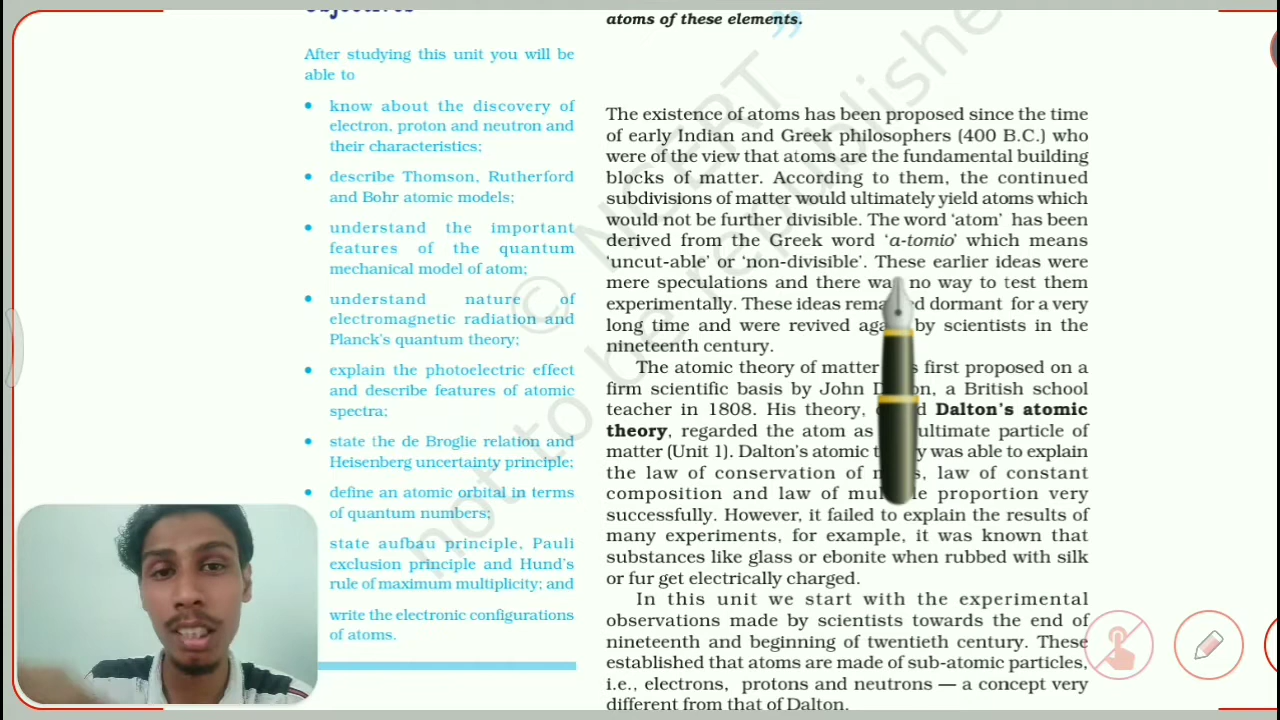 Objectives
After studying this unit you will be
able to
• know about the discovery of
electron, proton and neutron and
their characteristics;
• describe Thomson, Rutherford
and Bohr atomic models;
• understand the important
features of the quantum
mechanical model of atom;
• understand nature of
electromagnetic radiation and
Planck's quantum theory;
• explain the photoelectric effect
and describe features of atomic
spectra;
• state the de Broglie relation and
Heisenberg uncertainty principle;
• define an atomic orbital in terms
of quantum numbers;
state aufbau principle, Pauli
exclusion principle and Hund's
rule of maximum multiplicity; and
write the electronic configurations
of atoms.
atoms of these elements.
”
The existence of atoms has been proposed since the time
of early Indian and Greek philosophers (400 B.C.) who
were of the view that atoms are the fundamental building
blocks of matter. According to them, the continued
subdivisions of matter would ultimately yield atoms which
would not be further divisible. The word ‘atom’ has been
derived from the Greek word ‘a-tomio’ which means
‘uncut-able’ or ‘non-divisible’. These earlier ideas were
mere speculations and there was no way to test them
experimentally. These ideas remained dormant for a very
long time and were revived again by scientists in the
nineteenth century.
The atomic theory of matter first proposed on a
firm scientific basis by John Dalton, a British school
teacher in 1808. His theory, Dalton's atomic
theory, regarded the atom as ultimate particle of
matter (Unit 1). Dalton's atomic theory was able to explain
the law of conservation of mass, law of constant
composition and law of multiple proportion very
successfully. However, it failed to explain the results of
many experiments, for example, it was known that
substances like glass or ebonite when rubbed with silk
or fur get electrically charged.
In this unit we start with the experimental
observations made by scientists towards the end of
nineteenth and beginning of twentieth century. These
established that atoms are made of sub-atomic particles,
i.e., electrons, protons and neutrons — a concept very
different from that of Dalton.
© NCERT
not to be republished